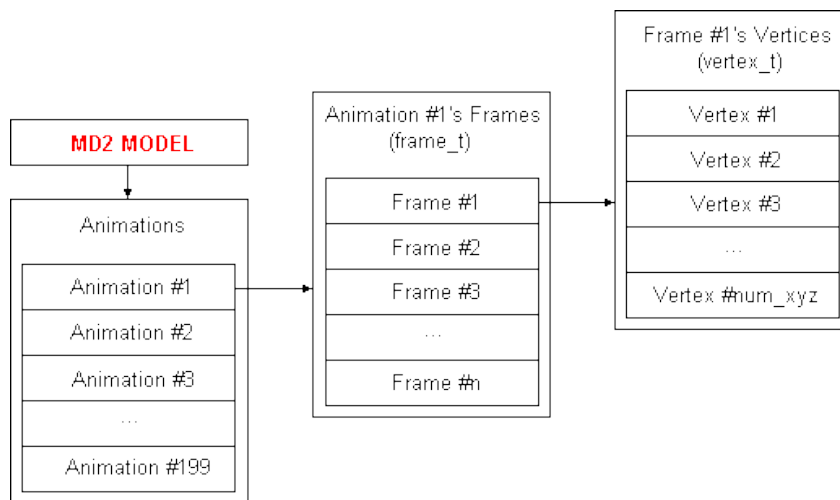 MD2 MODEL
Animations
Animation #1
Animation #2
Animation #3
...
Animation #199
Animation #1's Frames
(frame_t)
Frame #1
Frame #2
Frame #3
...
Frame #n
Frame #1's Vertices
(vertex_t)
Vertex #1
Vertex #2
Vertex #3
...
Vertex #num_xyz